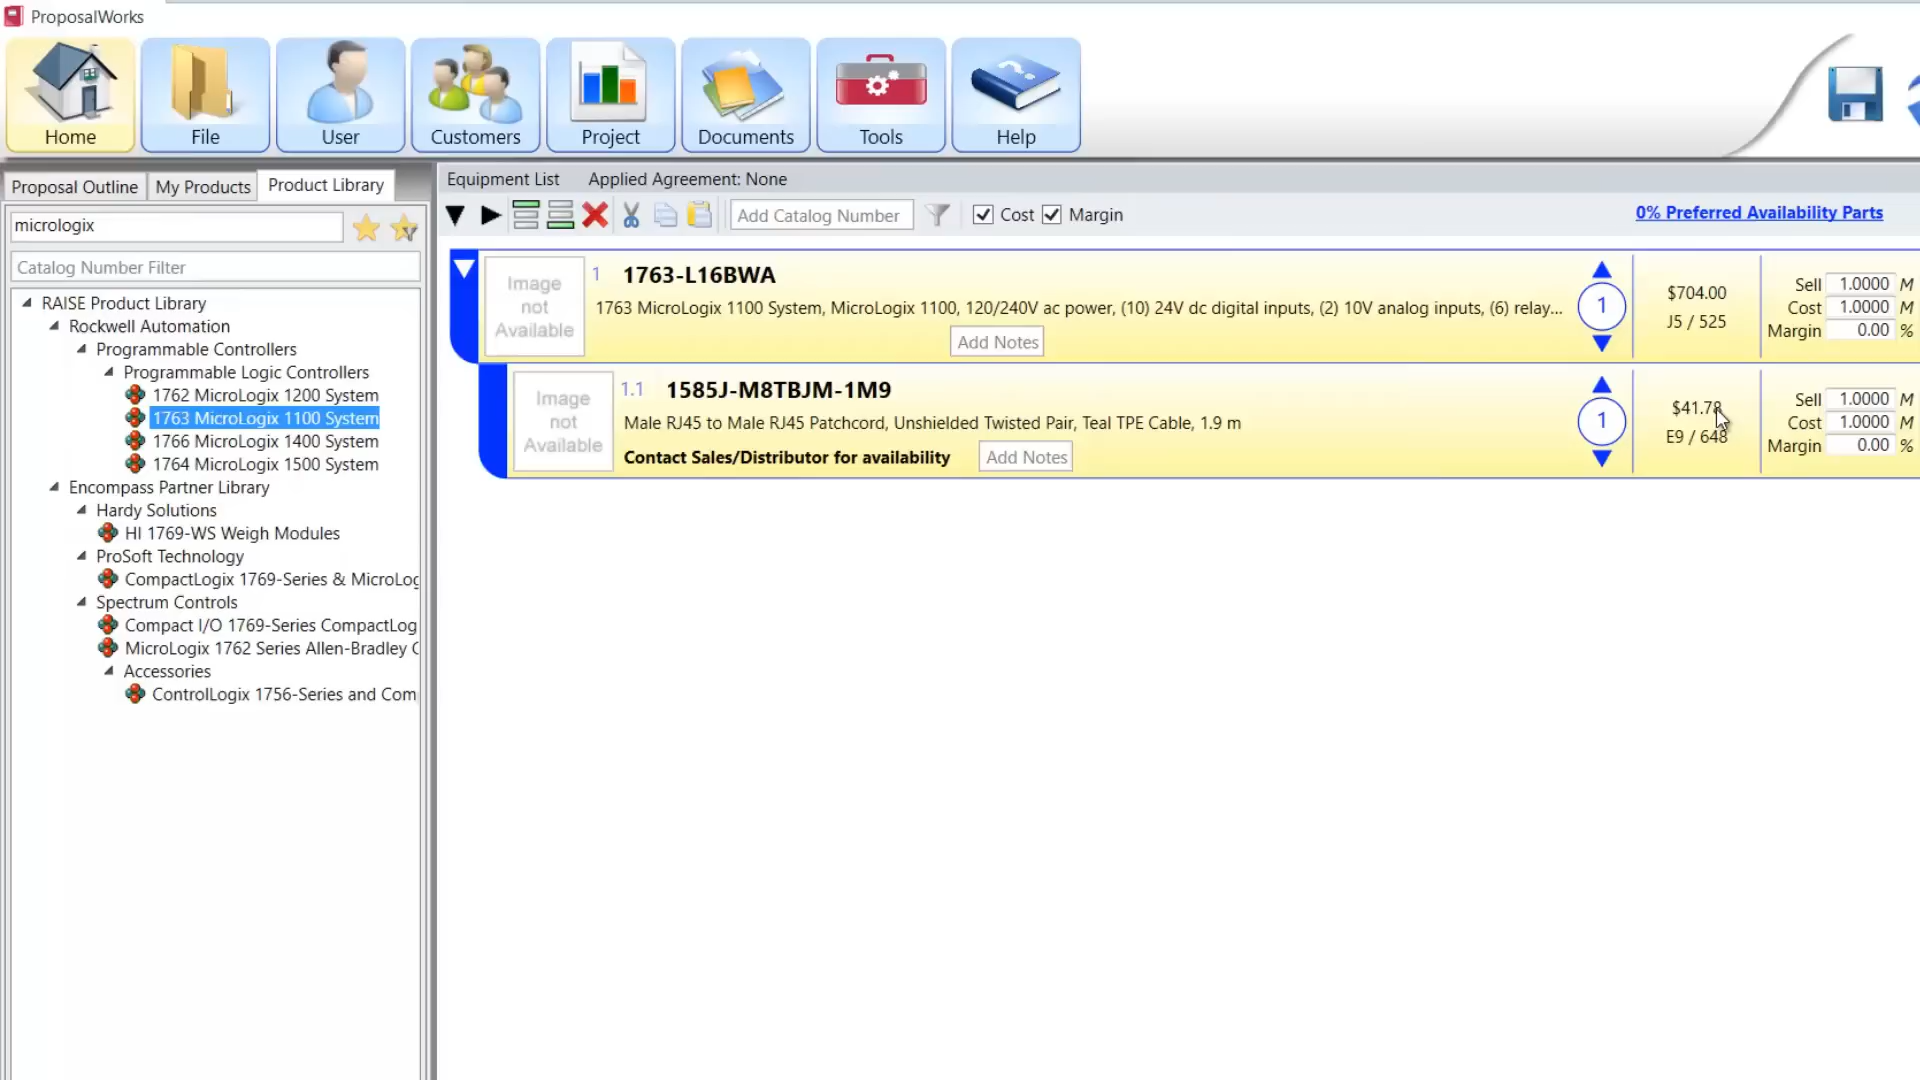 ProposalWorks
Home
File
User
Customers
Project
Documents
Tools
Help
Proposal Outline
My Products
Product Library
micrologix
Catalog Number Filter
RAISE Product Library
Rockwell Automation
Programmable Controllers
Programmable Logic Controllers
1762 MicroLogix 1200 System
1763 MicroLogix 1100 System
1766 MicroLogix 1400 System
1764 MicroLogix 1500 System
Encompass Partner Library
Hardy Solutions
HI 1769-WS Weigh Modules
ProSoft Technology
CompactLogix 1769-Series & MicroLog
Spectrum Controls
Compact I/O 1769-Series CompactLog
MicroLogix 1762 Series Allen-Bradley C
Accessories
ControlLogix 1756-Series and Com
Equipment List Applied Agreement: None
Add Catalog Number
Cost
Margin
0% Preferred Availability Parts
Image
not
Available
1 1763-L16BWA
1763 MicroLogix 1100 System, MicroLogix 1100, 120/240V ac power, (10) 24V dc digital inputs, (2) 10V analog inputs, (6) relay...
Add Notes
1
$704.00
J5 / 525
Sell 1.0000 M
Cost 1.0000 M
Margin 0.00 %
Image
not
Available
1.1 1585J-M8TBJM-1M9
Male RJ45 to Male RJ45 Patchcord, Unshielded Twisted Pair, Teal TPE Cable, 1.9 m
Contact Sales/Distributor for availability
Add Notes
1
$41.78
E9 / 648
Sell 1.0000 M
Cost 1.0000 M
Margin 0.00 %